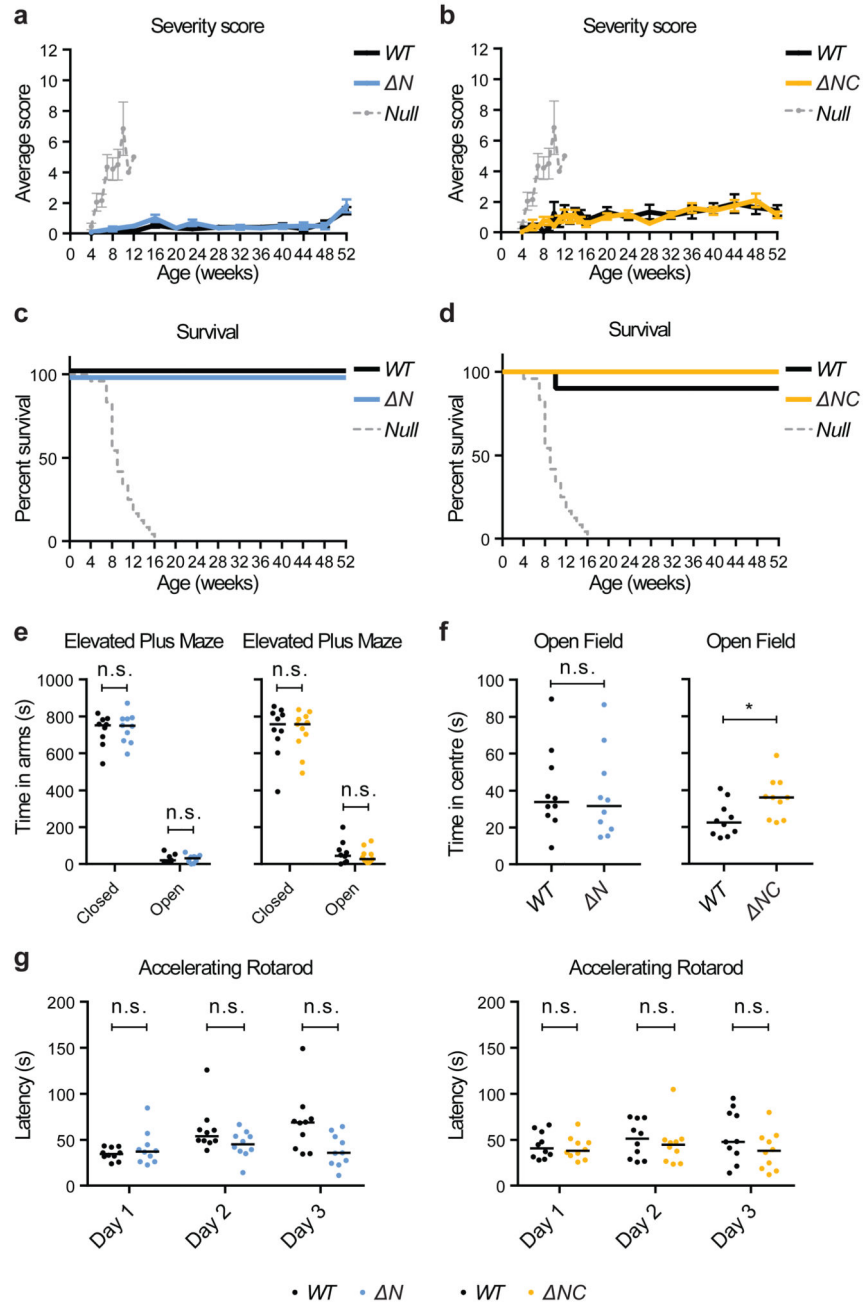 a
Severity score
12
10
8
6
4
2
0
Average score
0 4 8 12 16 20 24 28 32 36 40 44 48 52
Age (weeks)
WT
ΔN
Null
b
Severity score
12
10
8
6
4
2
0
Average score
0 4 8 12 16 20 24 28 32 36 40 44 48 52
Age (weeks)
WT
ΔNC
Null
c
Survival
100
50
0
Percent survival
0 4 8 12 16 20 24 28 32 36 40 44 48 52
Age (weeks)
WT
ΔN
Null
d
Survival
100
50
0
Percent survival
0 4 8 12 16 20 24 28 32 36 40 44 48 52
Age (weeks)
WT
ΔNC
Null
e
Elevated Plus Maze
1000
800
600
400
200
0
Time in arms (s)
n.s.
n.s.
Closed
Open
Elevated Plus Maze
n.s.
n.s.
Closed
Open
f
Open Field
100
80
60
40
20
0
Time in centre (s)
n.s.
WT
ΔN
Open Field
*
WT
ΔNC
g
Accelerating Rotarod
200
150
100
50
0
Latency (s)
n.s.
n.s.
n.s.
Day 1
Day 2
Day 3
Accelerating Rotarod
200
150
100
50
0
Latency (s)
n.s.
n.s.
n.s.
Day 1
Day 2
Day 3
WT ΔN WT ΔNC